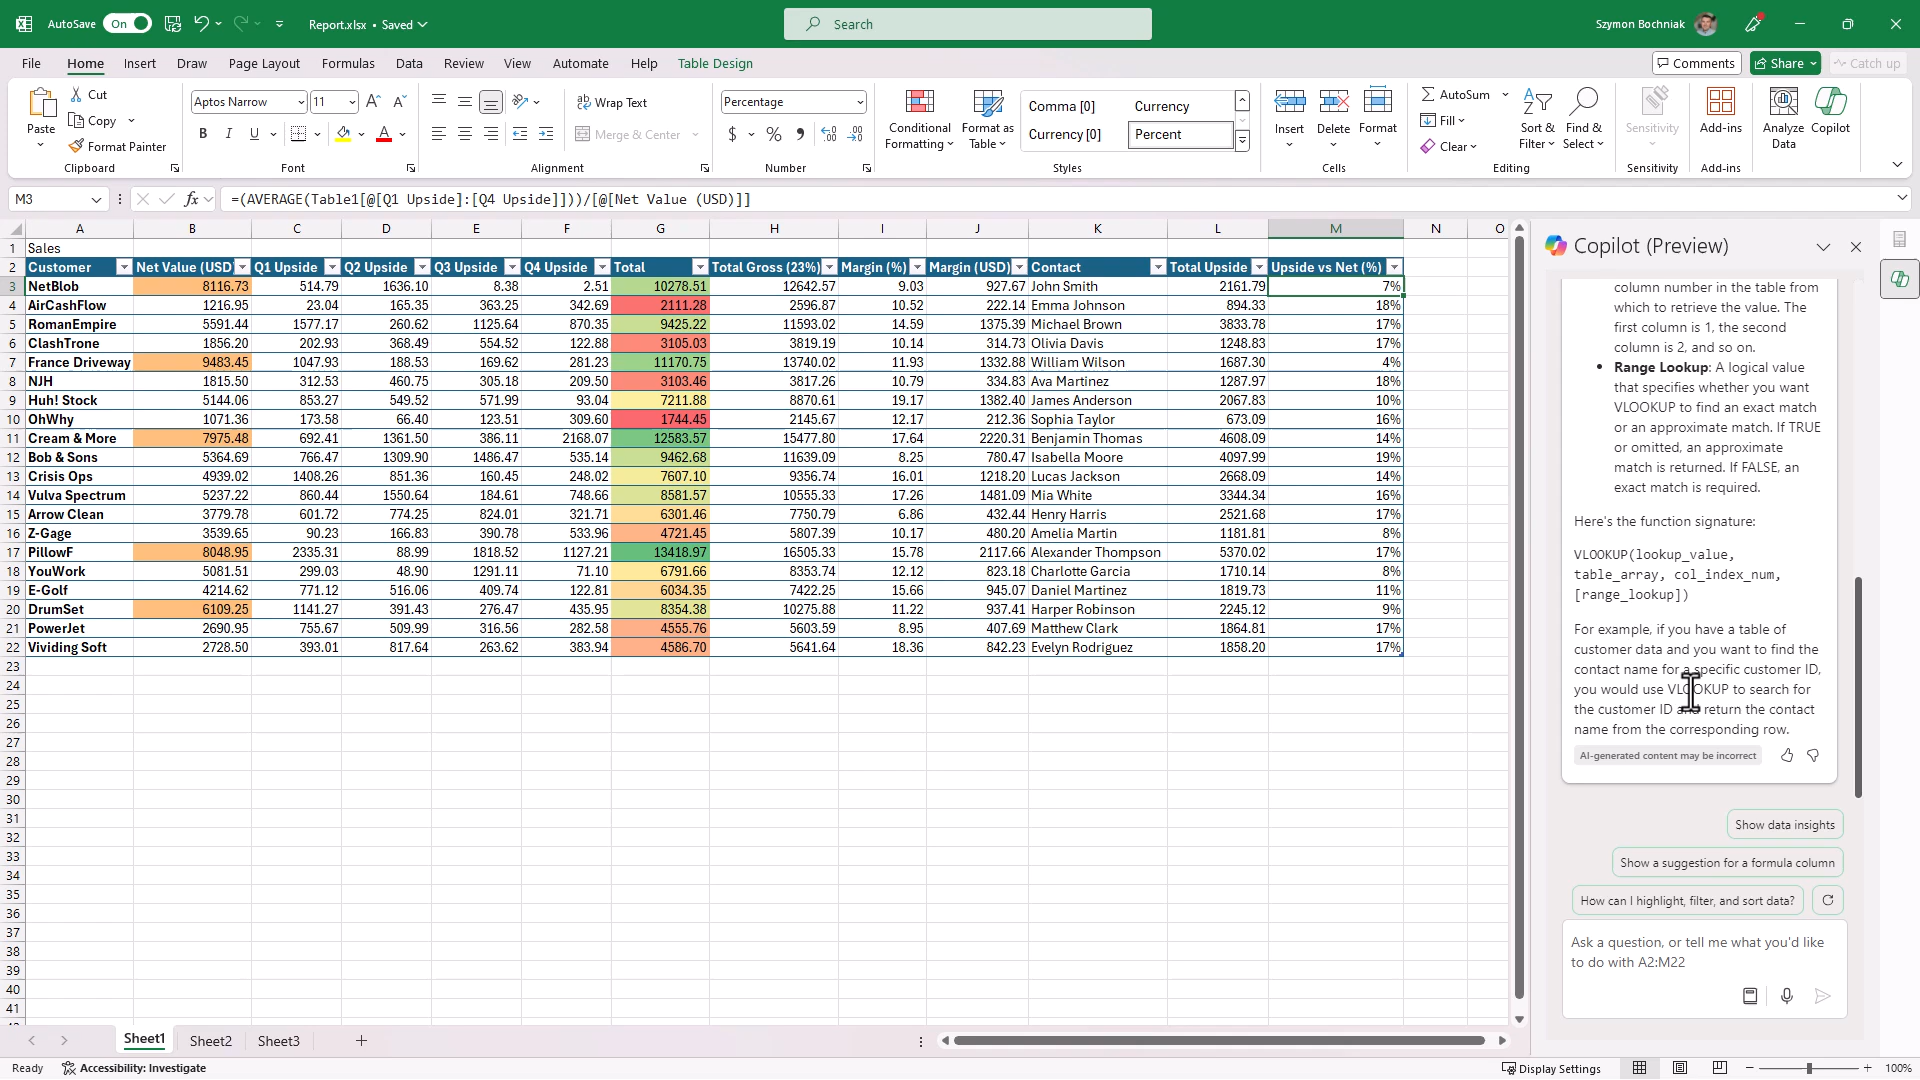 AutoSave On Report.xlsx • Saved Search Szymon Bochniak
File Home Insert Draw Page Layout Formulas Data Review View Automate Help Table Design Comments Share Catch up
Paste Cut Copy Format Painter Clipboard
Aptos Narrow 11 B I U Font
Wrap Text Merge & Center Alignment
Percentage $ % Number
Conditional Formatting Format as Table Comma [0] Currency Currency [0] Percent Styles
Insert Delete Format Cells
AutoSum Fill Clear Sort & Filter Find & Select Editing
Sensitivity Sensitivity
Add-ins Add-ins
Analyze Data Copilot
M3 fx =(AVERAGE(Table1[@[Q1 Upside]:[Q4 Upside]]))/[@[Net Value (USD)]]
A B C D E F G H I J K L M N O
1 Sales
2 Customer Net Value (USD Q1 Upside Q2 Upside Q3 Upside Q4 Upside Total Total Gross (23%) Margin (%) Margin (USD) Contact Total Upside Upside vs Net (%)
3 NetBlob 8116.73 514.79 1636.10 8.38 2.51 10278.51 12642.57 9.03 927.67 John Smith 2161.79 7%
4 AirCashFlow 1216.95 23.04 165.35 363.25 342.69 2111.28 2596.87 10.52 222.14 Emma Johnson 894.33 18%
5 RomanEmpire 5591.44 1577.17 260.62 1125.64 870.35 9425.22 11593.02 14.59 1375.39 Michael Brown 3833.78 17%
6 ClashTrone 1856.20 202.93 368.49 554.52 122.88 3105.03 3819.19 10.14 314.73 Olivia Davis 1248.83 17%
7 France Driveway 9483.45 1047.93 188.53 169.62 281.23 11170.75 13740.02 11.93 1332.88 William Wilson 1687.30 4%
8 NJH 1815.50 312.53 460.75 305.18 209.50 3103.46 3817.26 10.79 334.83 Ava Martinez 1287.97 18%
9 Huh! Stock 5144.06 853.27 549.52 571.99 93.04 7211.88 8870.61 19.17 1382.40 James Anderson 2067.83 10%
10 OhWhy 1071.36 173.58 66.40 123.51 309.60 1744.45 2145.67 12.17 212.36 Sophia Taylor 673.09 16%
11 Cream & More 7975.48 692.41 1361.50 386.11 2168.07 12583.57 15477.80 17.64 2220.31 Benjamin Thomas 4608.09 14%
12 Bob & Sons 5364.69 766.47 1309.90 1486.47 535.14 9462.68 11639.09 8.25 780.47 Isabella Moore 4097.99 19%
13 Crisis Ops 4939.02 1408.26 851.36 160.45 248.02 7607.10 9356.74 16.01 1218.20 Lucas Jackson 2668.09 14%
14 Vulva Spectrum 5237.22 860.44 1550.64 184.61 748.66 8581.57 10555.33 17.26 1481.09 Mia White 3344.34 16%
15 Arrow Clean 3779.78 601.72 774.25 824.01 321.71 6301.46 7750.79 6.86 432.44 Henry Harris 2521.68 17%
16 Z-Gage 3539.65 90.23 166.83 390.78 533.96 4721.45 5807.39 10.17 480.20 Amelia Martin 1181.81 8%
17 PillowF 8048.95 2335.31 88.99 1818.52 1127.21 13418.97 16505.33 15.78 2117.66 Alexander Thompson 5370.02 17%
18 YouWork 5081.51 299.03 48.90 1291.11 71.10 6791.66 8353.74 12.12 823.18 Charlotte Garcia 1710.14 8%
19 E-Golf 4214.62 771.12 516.06 409.74 122.81 6034.35 7422.25 15.66 945.07 Daniel Martinez 1819.73 11%
20 DrumSet 6109.25 1141.27 391.43 276.47 435.95 8354.38 10275.88 11.22 937.41 Harper Robinson 2245.12 9%
21 PowerJet 2690.95 755.67 509.99 316.56 282.58 4555.76 5603.59 8.95 407.69 Matthew Clark 1864.81 17%
22 Vividing Soft 2728.50 393.01 817.64 263.62 383.94 4586.70 5641.64 18.36 842.23 Evelyn Rodriguez 1858.20 17%
23
24
25
26
27
28
29
30
31
32
33
34
35
36
37
38
39
40
41
Copilot (Preview)
column number in the table from
which to retrieve the value. The
first column is 1, the second
column is 2, and so on.
• Range Lookup: A logical value
that specifies whether you want
VLOOKUP to find an exact match
or an approximate match. If TRUE
or omitted, an approximate
match is returned. If FALSE, an
exact match is required.
Here's the function signature:
VLOOKUP(lookup_value,
table_array, col_index_num,
[range_lookup])
For example, if you have a table of
customer data and you want to find the
contact name for a specific customer ID,
you would use VLOOKUP to search for
the customer ID and return the contact
name from the corresponding row.
AI-generated content may be incorrect
Show data insights
Show a suggestion for a formula column
How can I highlight, filter, and sort data?
Ask a question, or tell me what you'd like
to do with A2:M22
Sheet1 Sheet2 Sheet3
Ready Accessibility: Investigate Display Settings 100%